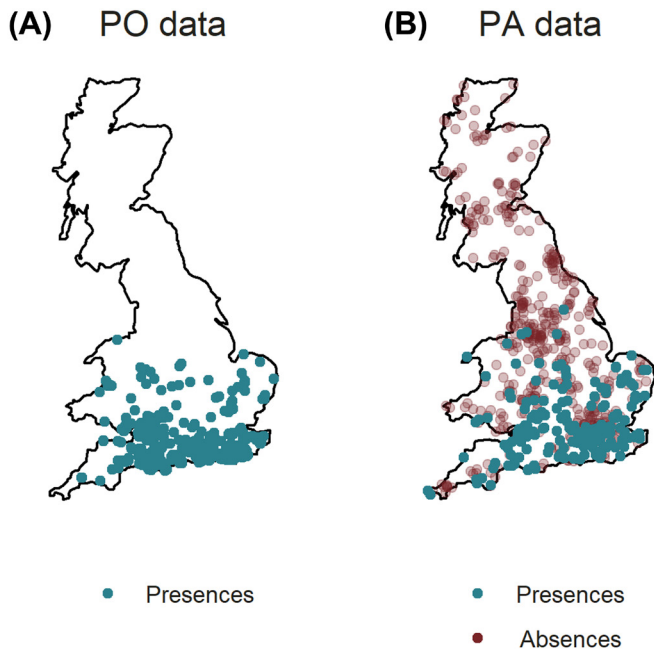 (A) PO data
(B) PA data
Presences
Presences
Absences